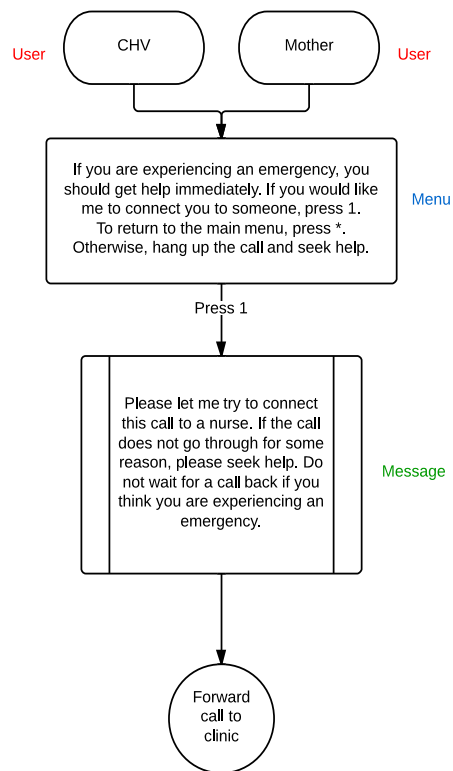 User
CHV
Mother
User
If you are experiencing an emergency, you
should get help immediately. If you would like
me to connect you to someone, press 1.
To return to the main menu, press *.
Otherwise, hang up the call and seek help.
Menu
Press 1
Please let me try to connect
this call to a nurse. If the call
does not go through for some
reason, please seek help. Do
not wait for a call back if you
think you are experiencing an
emergency.
Message
Forward
call to
clinic